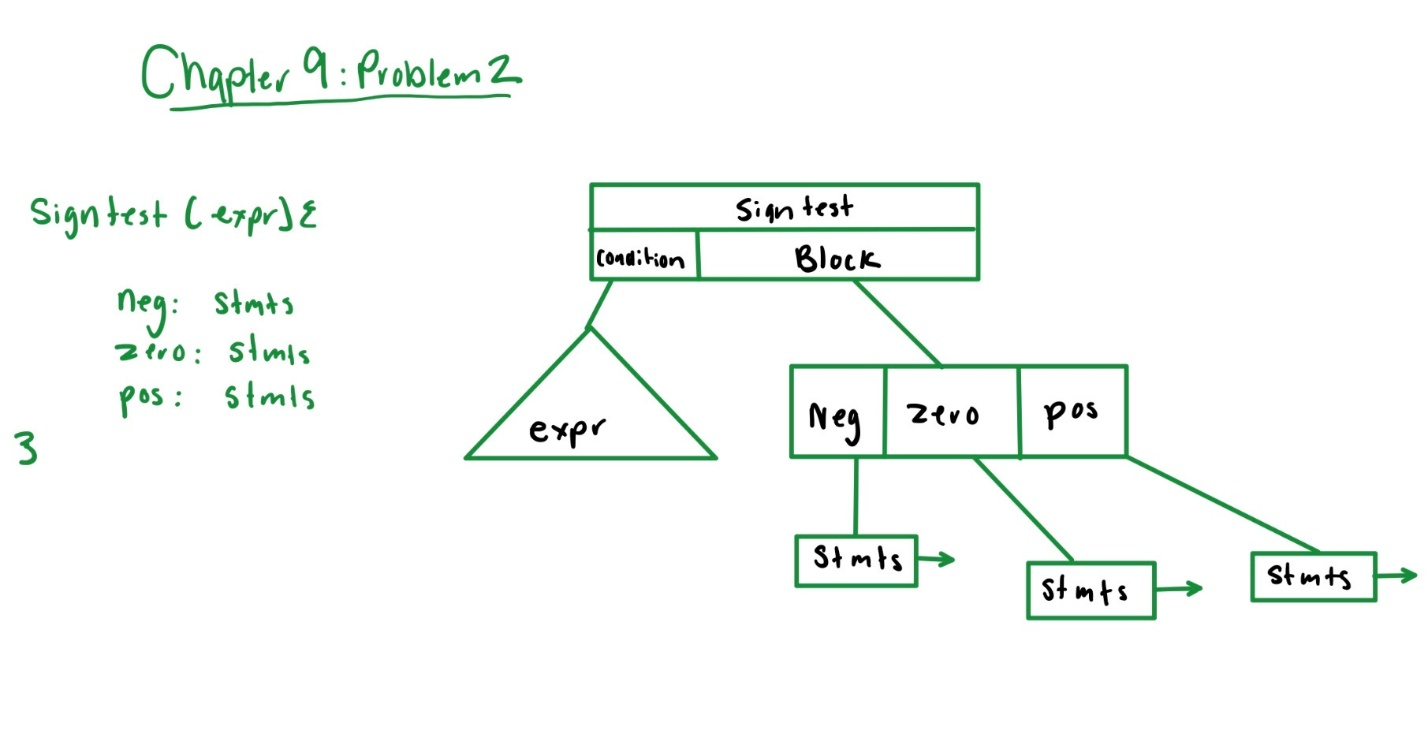 Chapter 9: Problem 2
Signtest (expr){
neg: stmts
zero: stmts
pos: stmts
}
Sign test
Condition Block
expr
Neg zero pos
Stmts
Stmts
Stmts